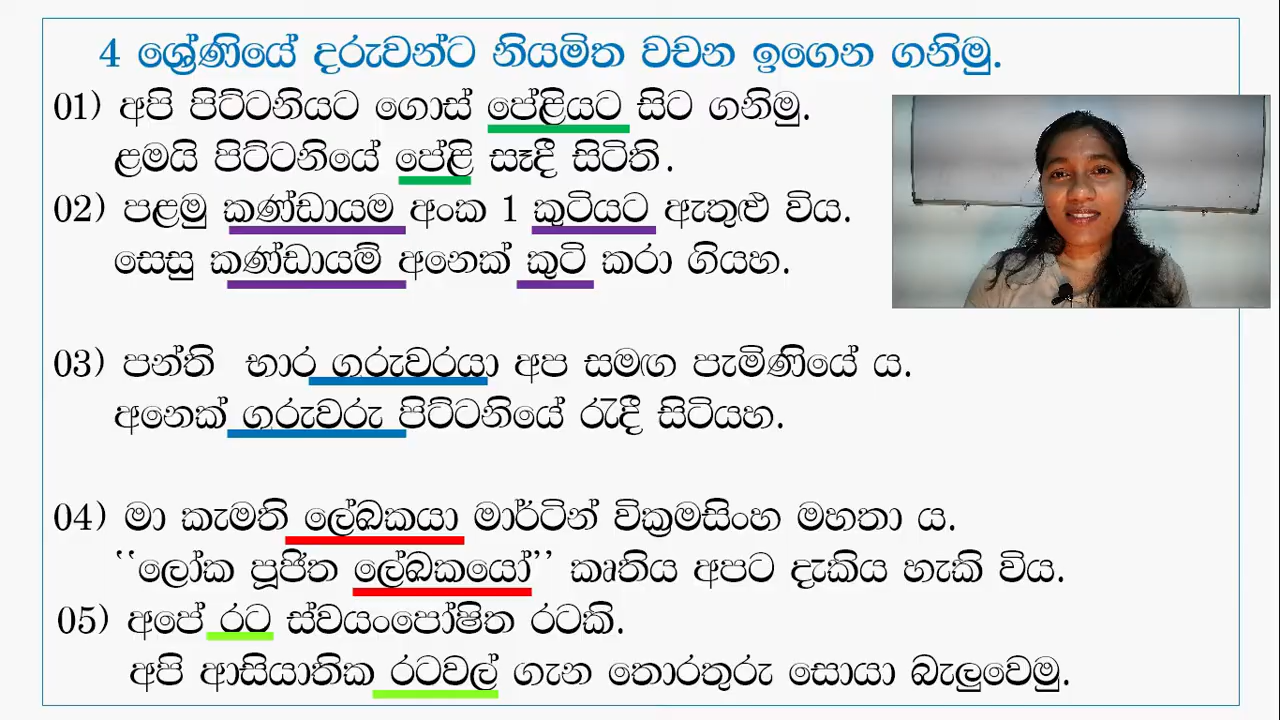 4 ශ්‍රේණියේ දරුවන්ට නියමිත වචන ඉගෙන ගනිමු.
01) අපි පිට්ටනියට ගොස් පේළියට සිට ගනිමු.
ළමයි පිට්ටනියේ පේළි සෑදී සිටිති.
02) පළමු කණ්ඩායම අංක 1 කුටියට ඇතුළු විය.
සෙසු කණ්ඩායම් අනෙක් කුටි කරා ගියහ.
03) පන්ති භාර ගුරුවරයා අප සමඟ පැමිණියේ ය.
අනෙක් ගුරුවරු පිට්ටනියේ රැදී සිටියහ.
04) මා කැමති ලේඛකයා මාර්ටින් වික්‍රමසිංහ මහතා ය.
“ලෝක පූජිත ලේඛකයෝ” කෘතිය අපට දැකිය හැකි විය.
05) අපේ රට ස්වයංපෝෂිත රටකි.
අපි ආසියාතික රටවල් ගැන තොරතුරු සොයා බැලුවෙමු.